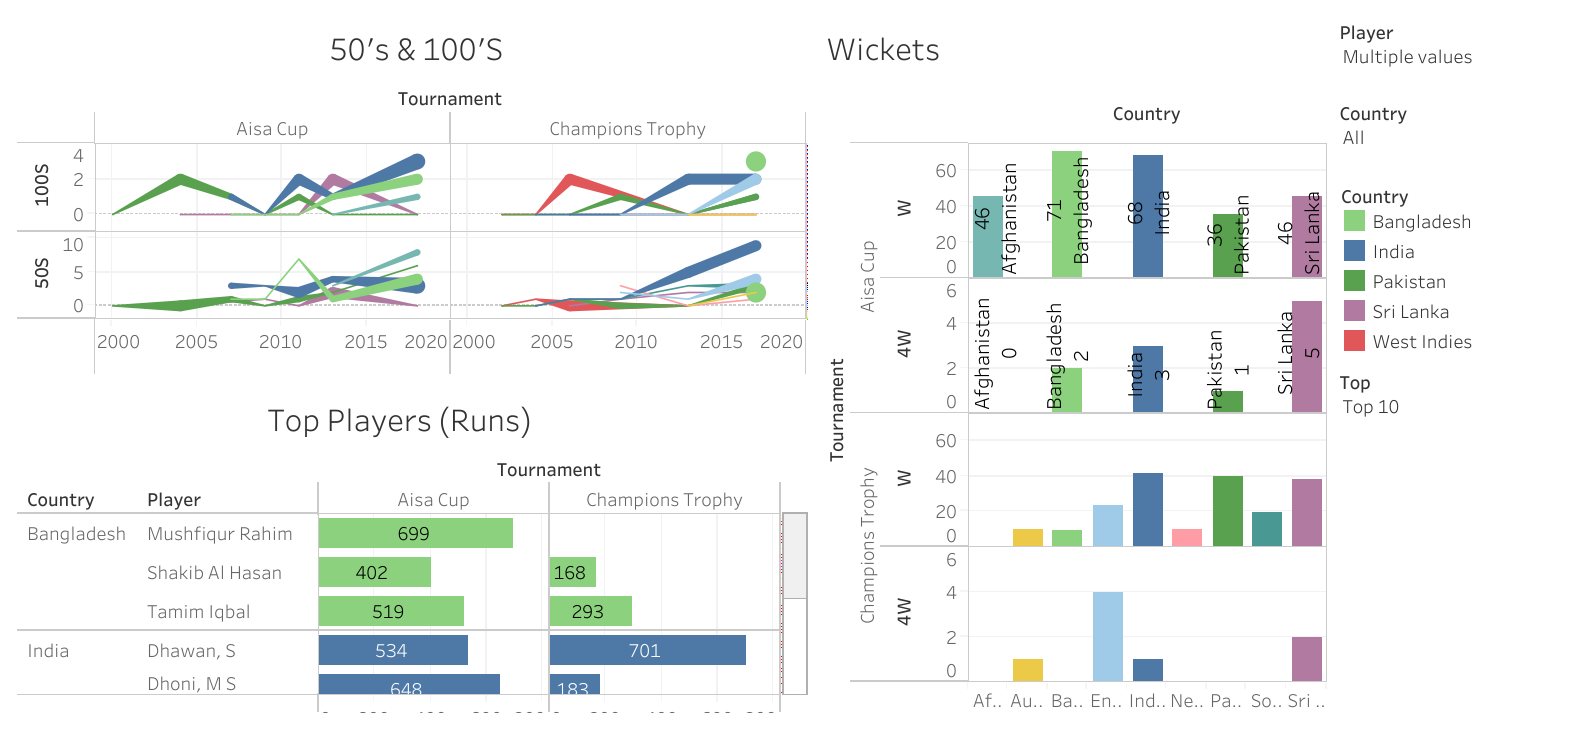 50's & 100'S
Tournament
Aisa Cup
Champions Trophy
100S
4
2
0
50S
10
5
0
2000
2005
2010
2015
2020
2000
2005
2010
2015
2020
Top Players (Runs)
Tournament
Country
Player
Aisa Cup
Champions Trophy
Bangladesh
Mushfiqur Rahim
699
Shakib Al Hasan
402
168
Tamim Iqbal
519
293
India
Dhawan, S
534
701
Dhoni, M S
648
183
Wickets
Country
Tournament
Aisa Cup
W
60
40
20
0
46
Afghanistan
71
Bangladesh
68
India
36
Pakistan
46
Sri Lanka
4W
6
4
2
0
Afghanistan
0
Bangladesh
2
India
3
Pakistan
1
Sri Lanka
5
Champions Trophy
W
60
40
20
0
4W
6
4
2
0
Af..
Au..
Ba..
En..
Ind..
Ne..
Pa..
So..
Sri ..
Player
Multiple values
Country
All
Country
Bangladesh
India
Pakistan
Sri Lanka
West Indies
Top
Top 10